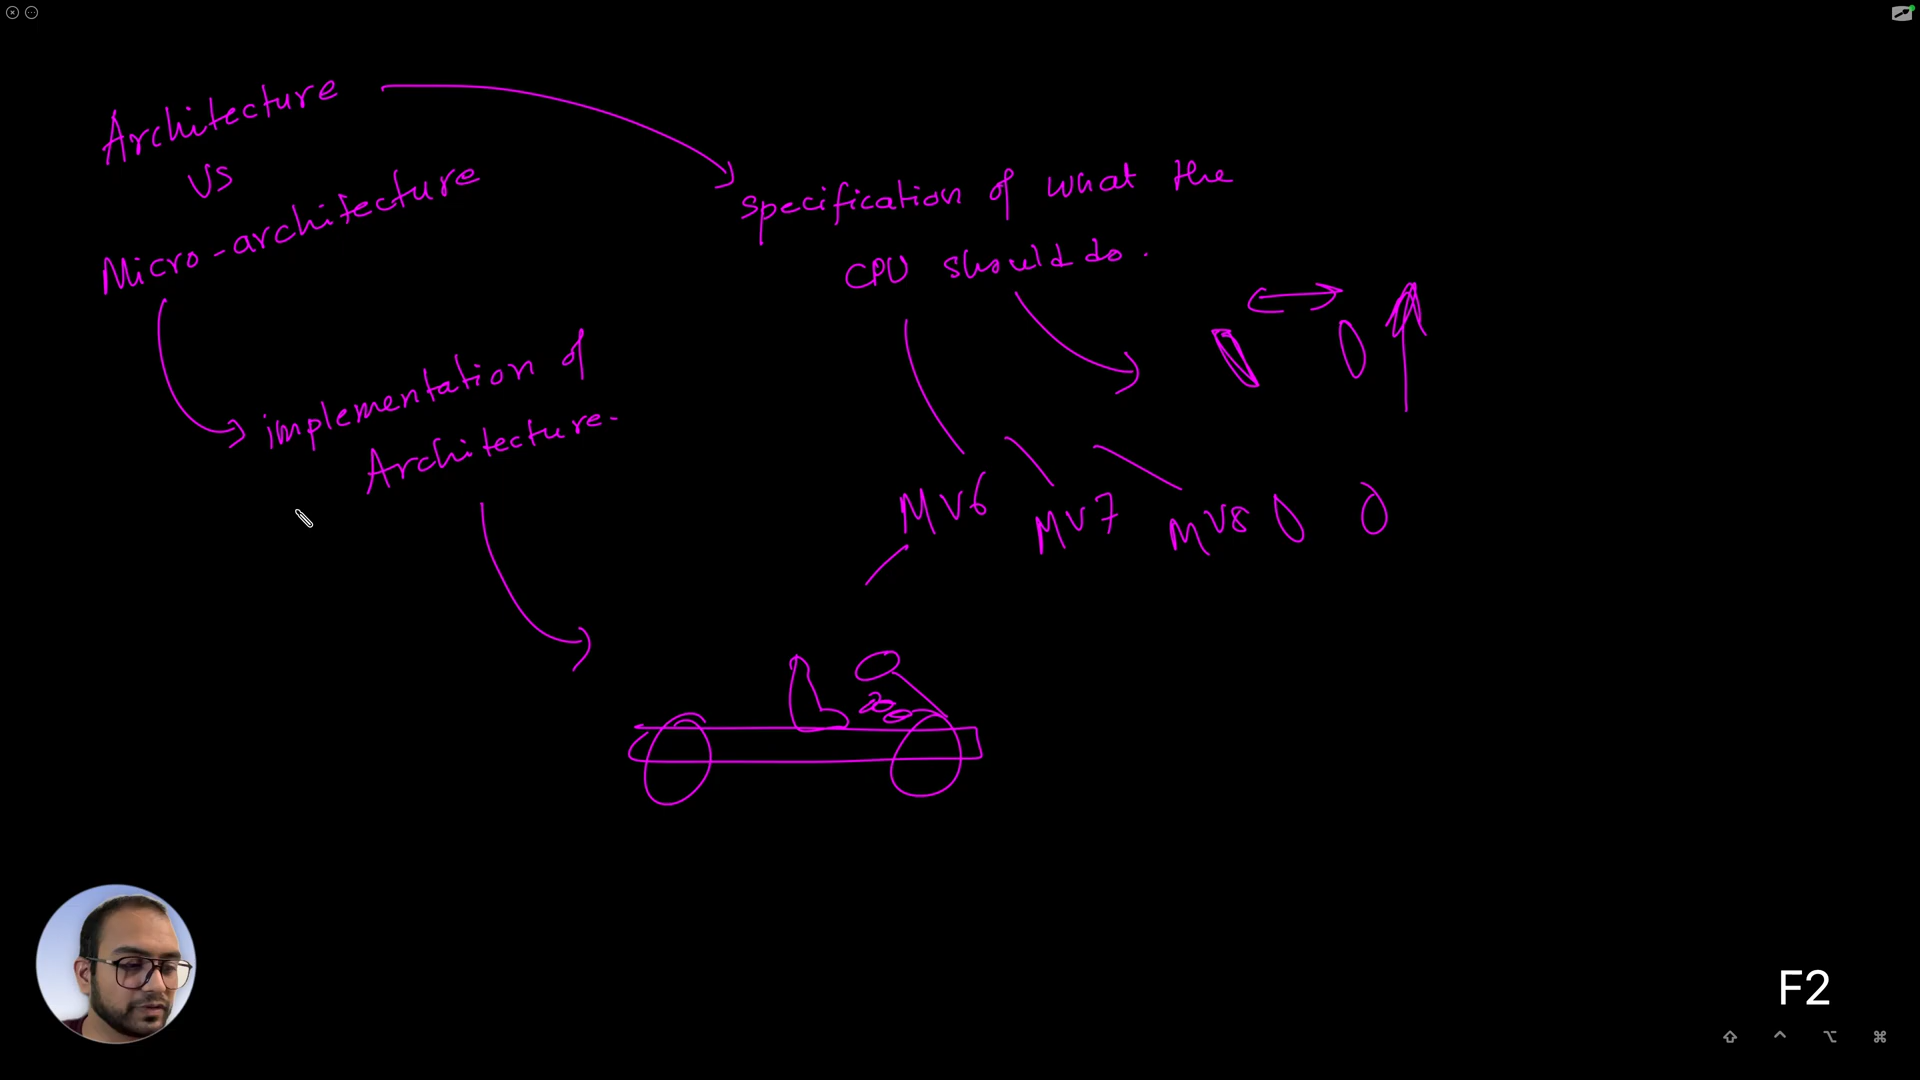 Architecture
vs
Micro-architecture
specification of what the
CPU should do.
implementation of
Architecture.
MV6
MV7
MV8
F2